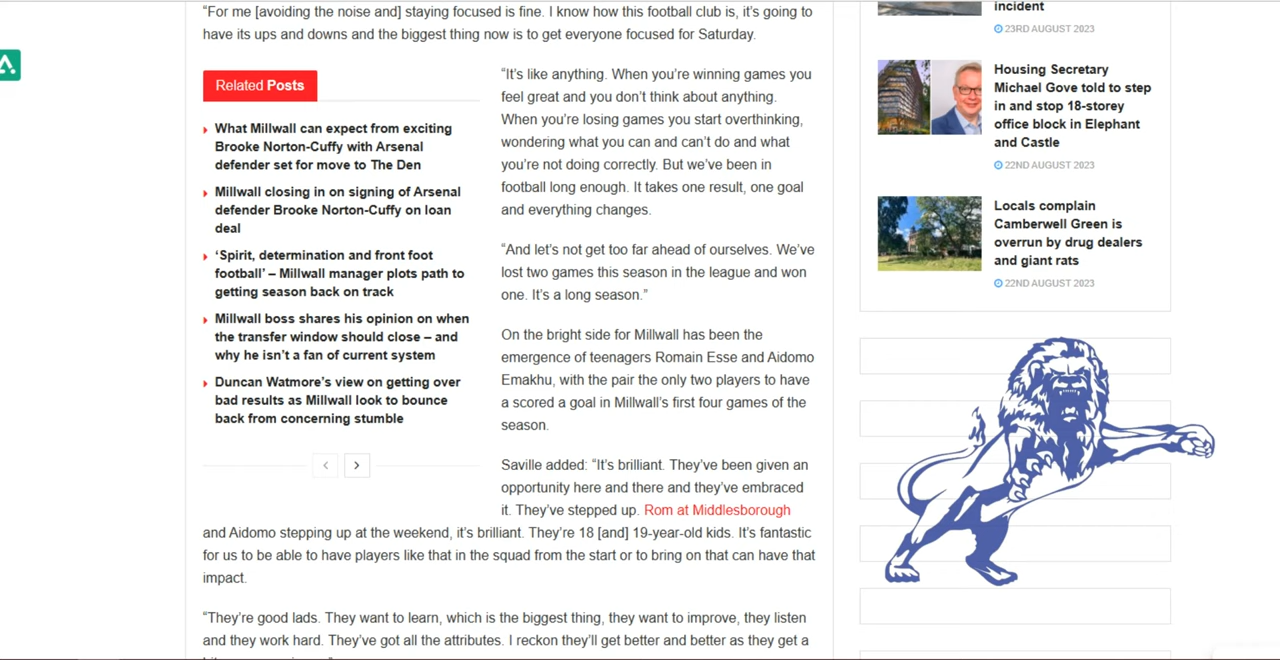 “For me [avoiding the noise and] staying focused is fine. I know how this football club is, it’s going to
have its ups and downs and the biggest thing now is to get everyone focused for Saturday.
Related Posts
What Millwall can expect from exciting
Brooke Norton-Cuffy with Arsenal
defender set for move to The Den
Millwall closing in on signing of Arsenal
defender Brooke Norton-Cuffy on loan
deal
‘Spirit, determination and front foot
football’ – Millwall manager plots path to
getting season back on track
Millwall boss shares his opinion on when
the transfer window should close – and
why he isn’t a fan of current system
Duncan Watmore’s view on getting over
bad results as Millwall look to bounce
back from concerning stumble
“It’s like anything. When you’re winning games you
feel great and you don’t think about anything.
When you’re losing games you start overthinking,
wondering what you can and can’t do and what
you’re not doing correctly. But we’ve been in
football long enough. It takes one result, one goal
and everything changes.
“And let’s not get too far ahead of ourselves. We’ve
lost two games this season in the league and won
one. It’s a long season.”
On the bright side for Millwall has been the
emergence of teenagers Romain Esse and Aidomo
Emakhu, with the pair the only two players to have
a scored a goal in Millwall’s first four games of the
season.
Saville added: “It’s brilliant. They’ve been given an
opportunity here and there and they’ve embraced
it. They’ve stepped up. Rom at Middlesborough
and Aidomo stepping up at the weekend, it’s brilliant. They’re 18 [and] 19-year-old kids. It’s fantastic
for us to be able to have players like that in the squad from the start or to bring on that can have that
impact.
“They’re good lads. They want to learn, which is the biggest thing, they want to improve, they listen
and they work hard. They’ve got all the attributes. I reckon they’ll get better and better as they get a
incident
23RD AUGUST 2023
Housing Secretary
Michael Gove told to step
in and stop 18-storey
office block in Elephant
and Castle
22ND AUGUST 2023
Locals complain
Camberwell Green is
overrun by drug dealers
and giant rats
22ND AUGUST 2023